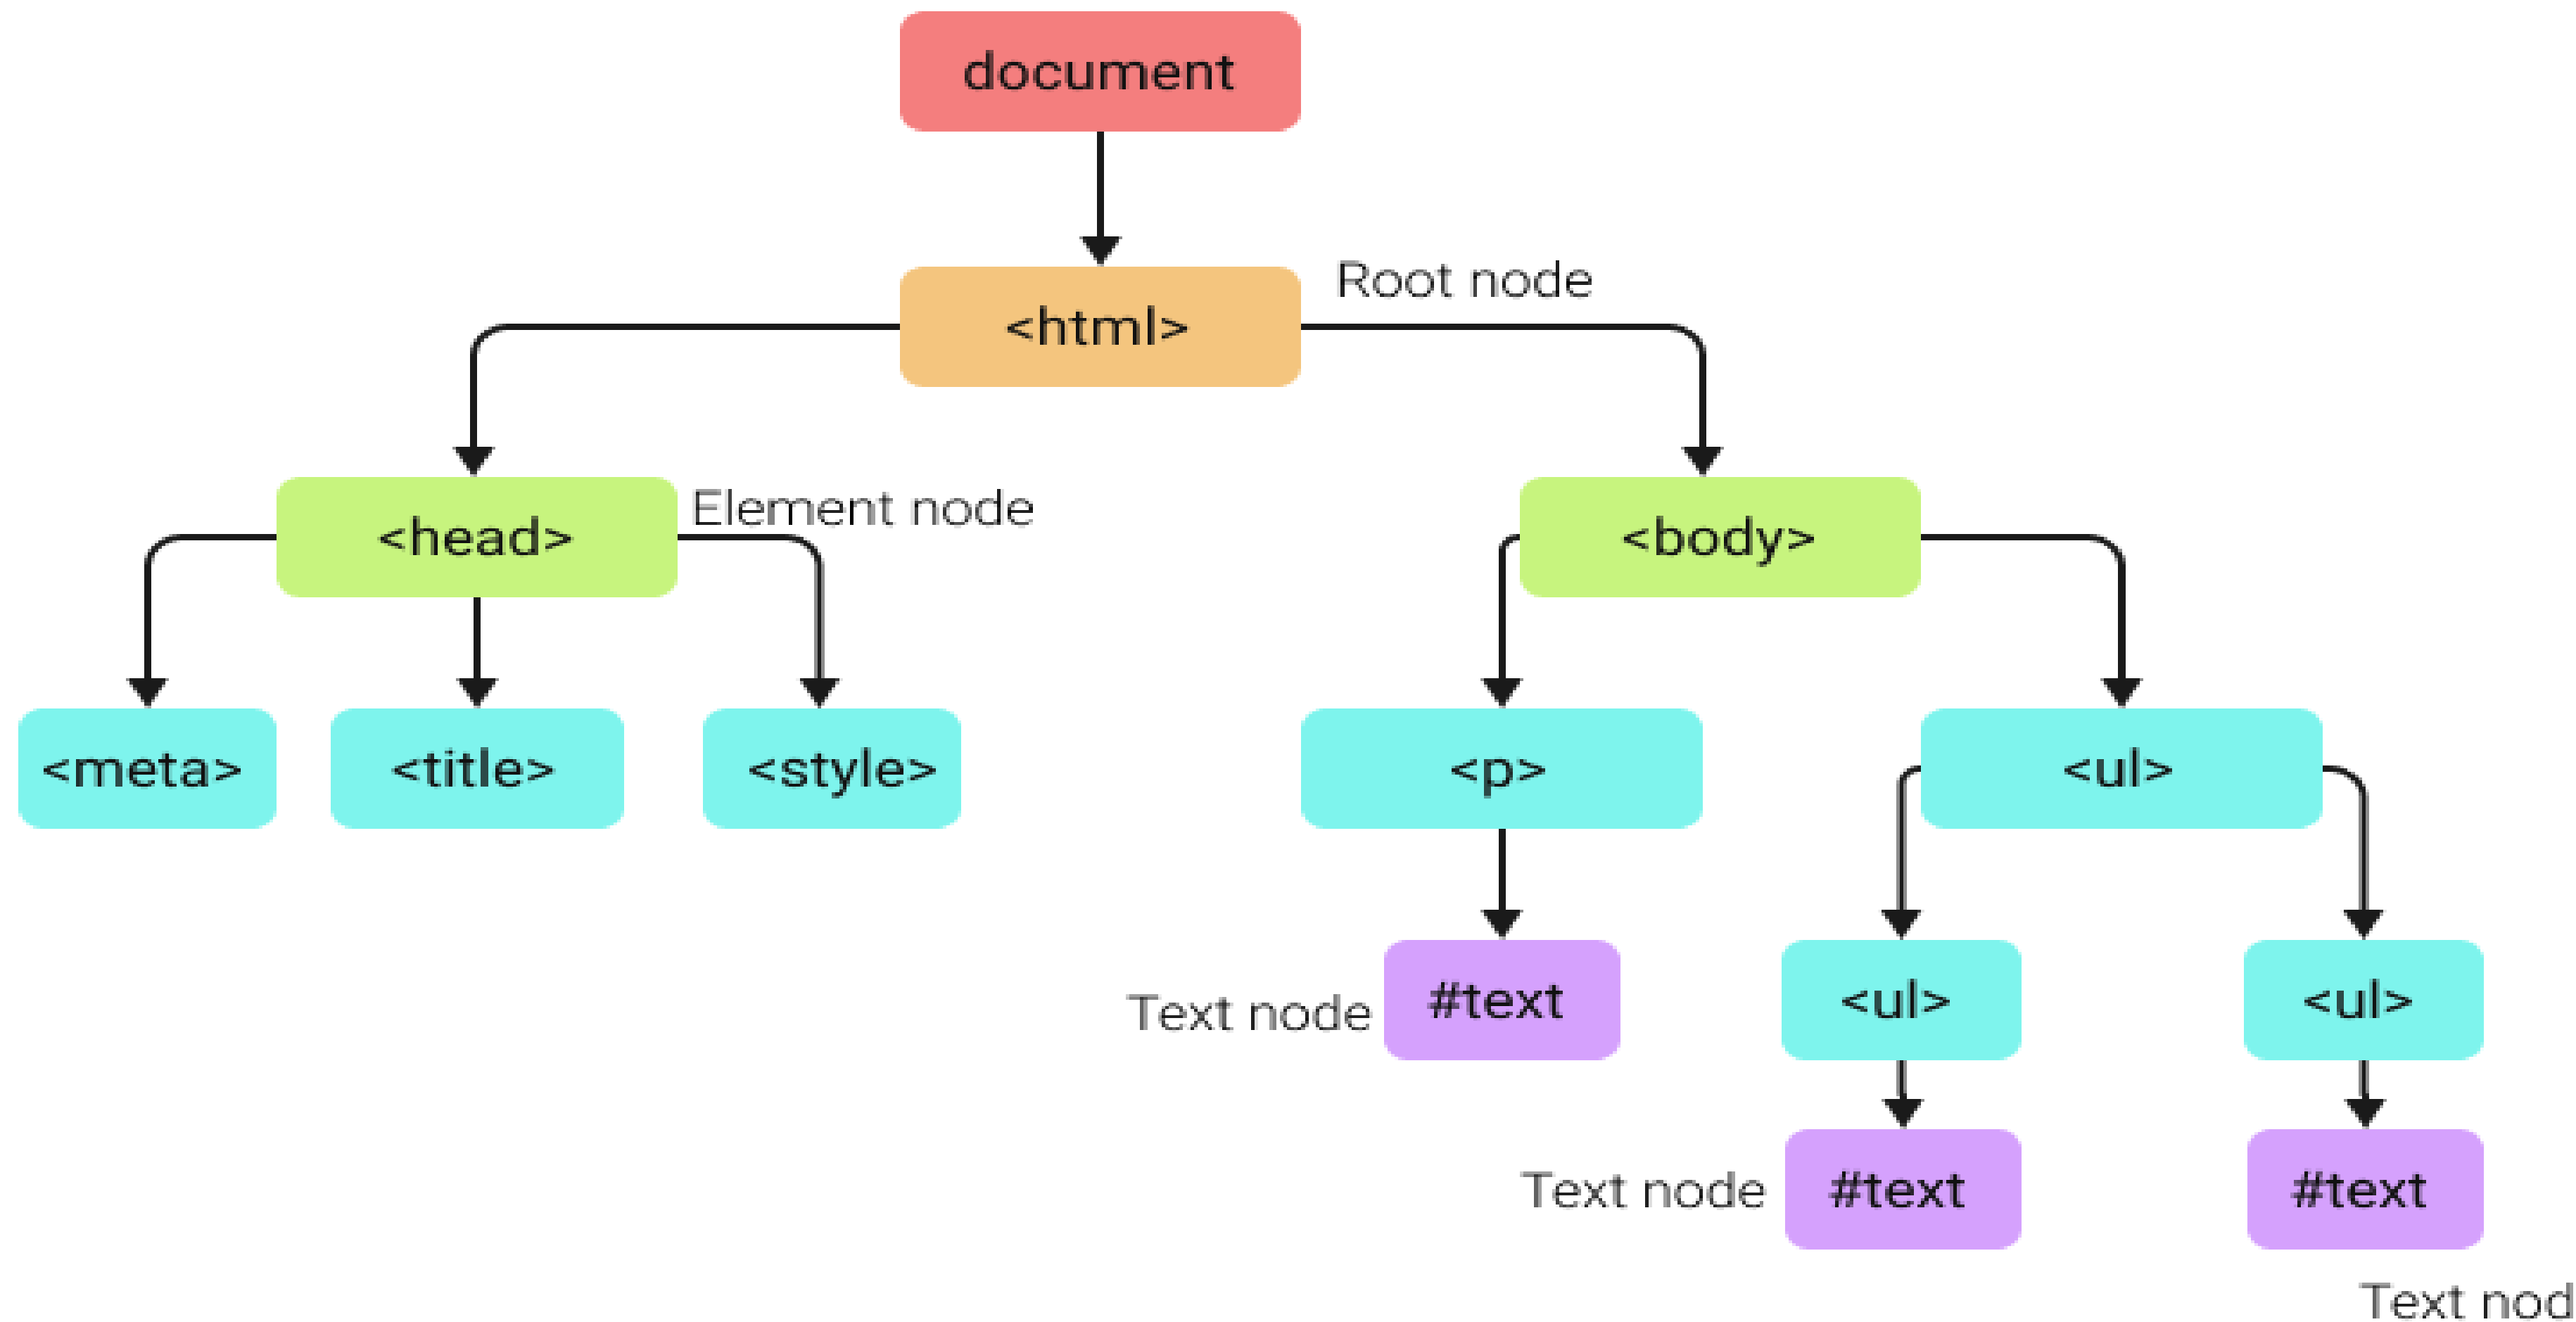 document
<html>
Root node
<head>
Element node
<body>
<meta>
<title>
<style>
<p>
<ul>
Text node
#text
<ul>
<ul>
Text node
#text
#text
Text nod